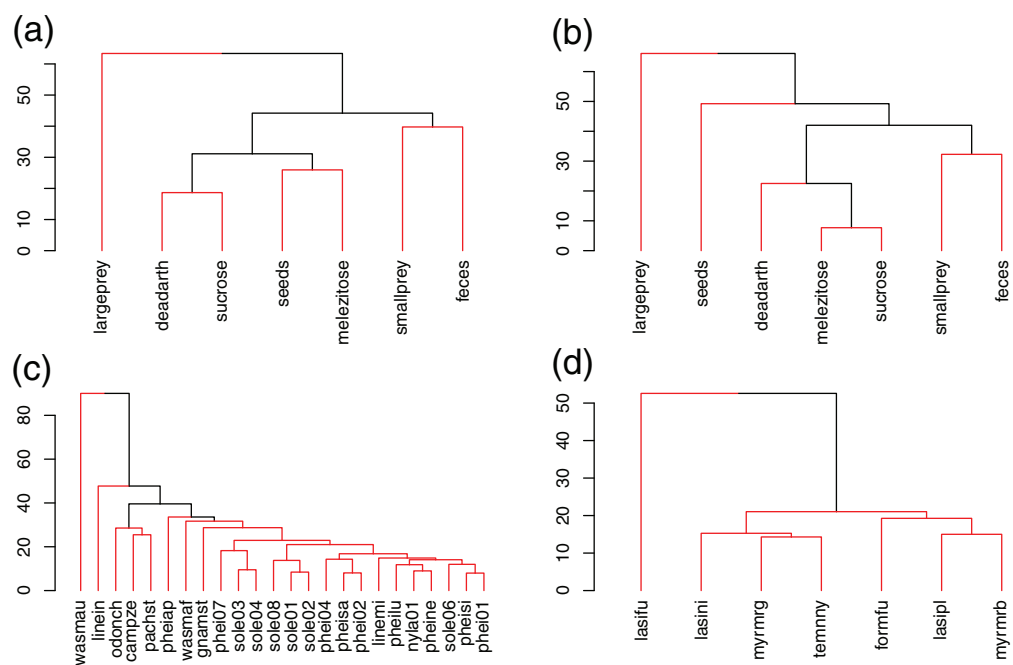 (a)
0 10 30 50
largeprey deadarth sucrose seeds melezitose smallprey feces
(b)
0 10 30 50
largeprey seeds deadarth melezitose sucrose smallprey feces
(c)
0 20 40 60 80
wasmau linein odonch campze pachst pheiap wasmaf gnamst phei07 sole03 sole04 sole08 sole01 sole02 phei04 pheisa phei02 linemi pheilu nyla01 pheine sole06 pheisi phei01
(d)
0 10 20 30 40 50
lasifu lasini myrmrg temnny formfu lasipl myrmrb